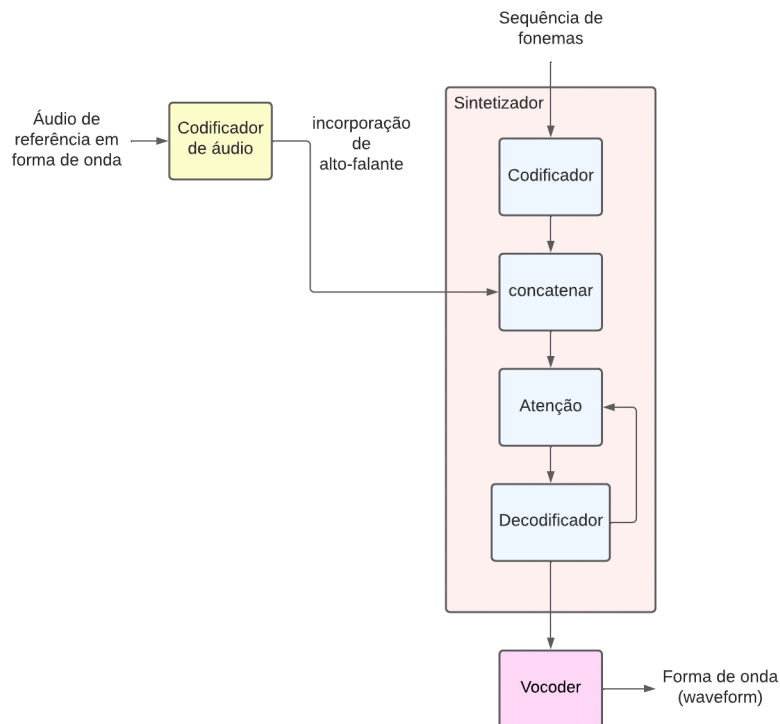 Sequência de
fonemas
Sintetizador
Áudio de
referência em
forma de onda
Codificador
de áudio
incorporação
de
alto-falante
Codificador
concatenar
Atenção
Decodificador
Vocoder
Forma de onda
(waveform)